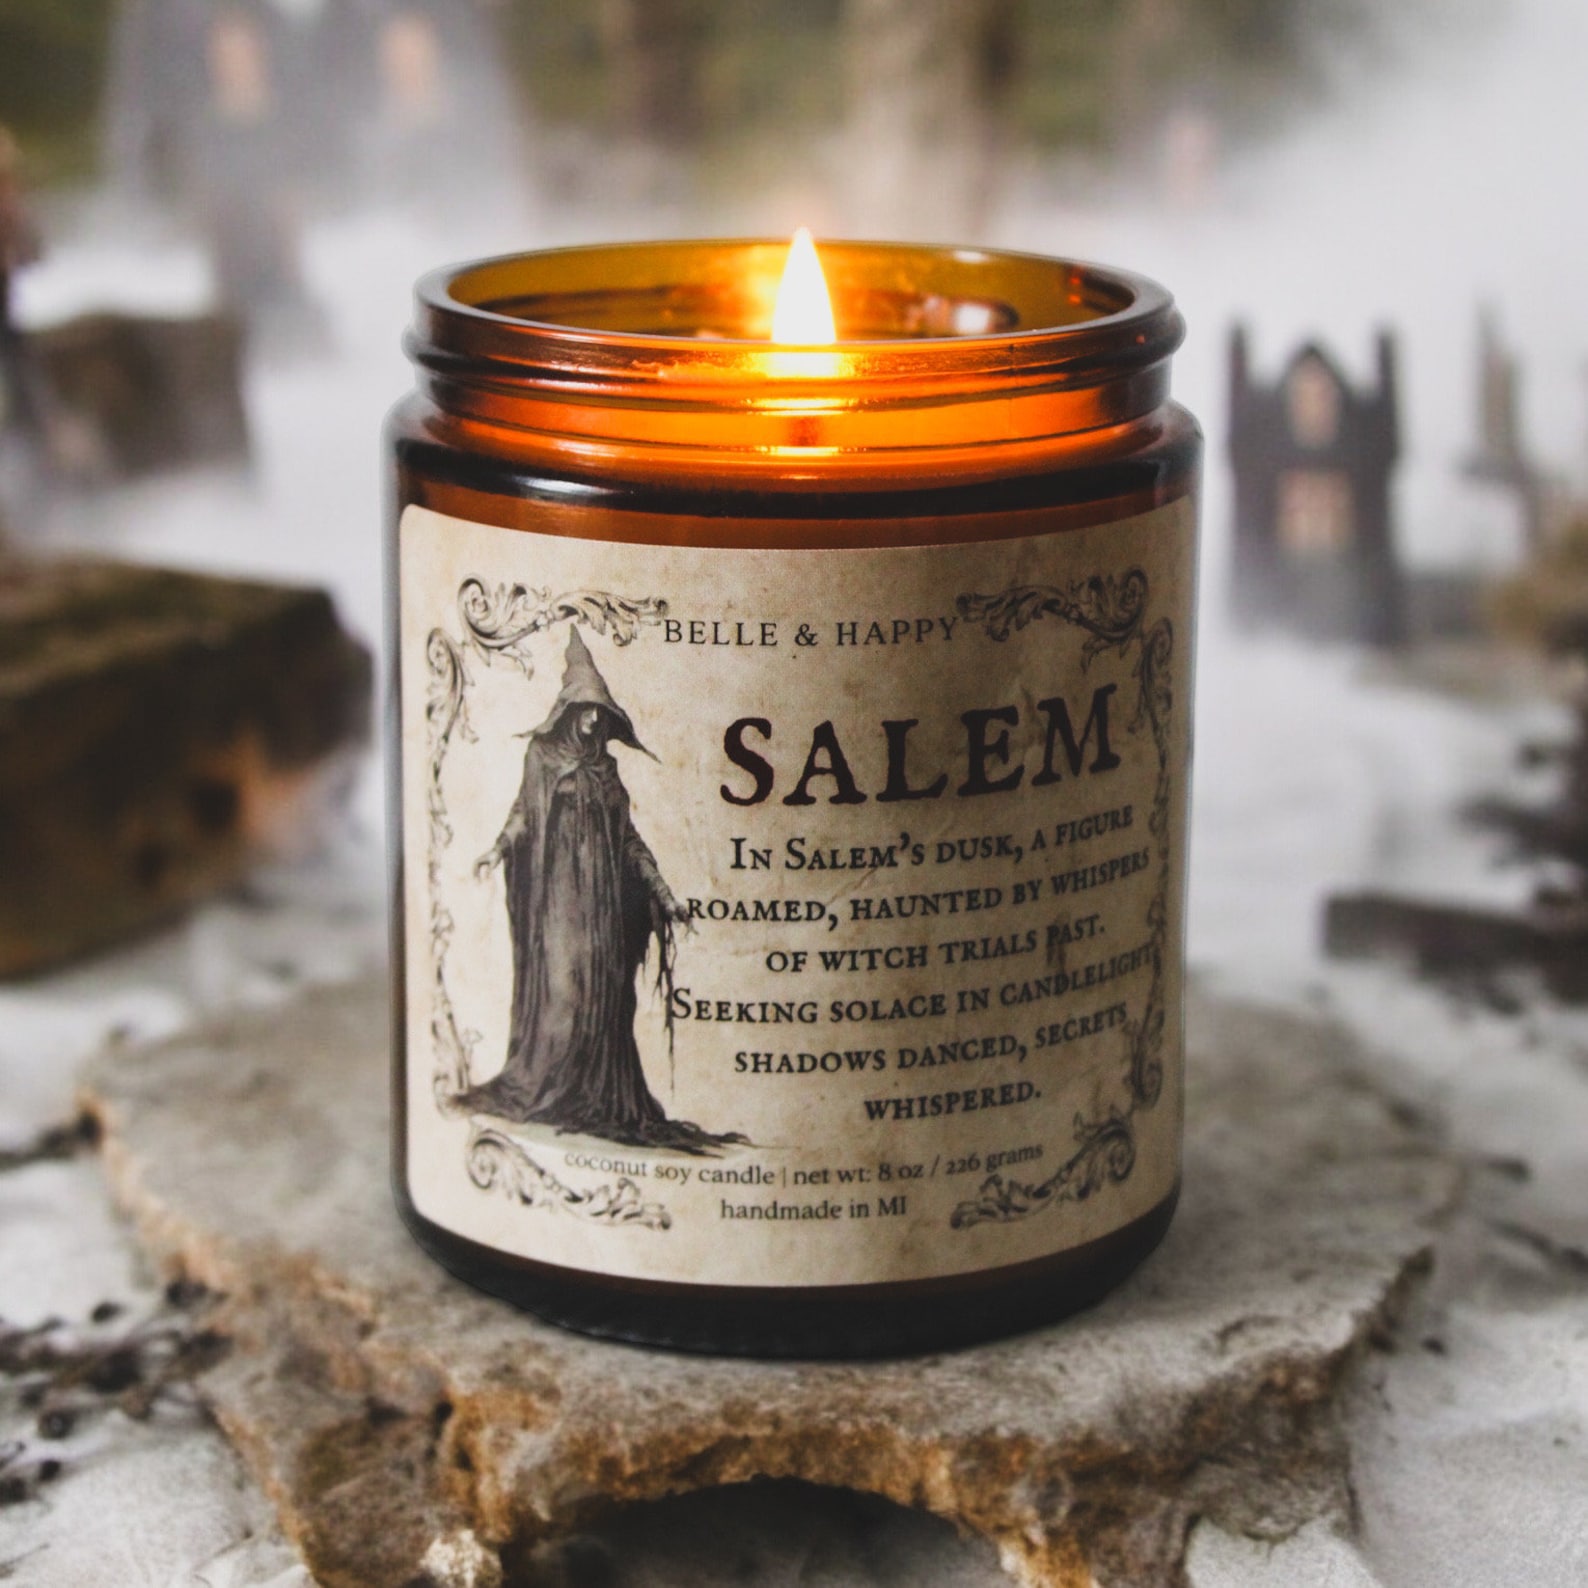 BELLE & HAPPY
SALEM
In Salem's dusk, a figure
roamed, haunted by whispers
of witch trials past.
Seeking solace in candlelight,
shadows danced, secrets
whispered.
coconut soy candle | net wt: 8 oz / 226 grams
handmade in MI